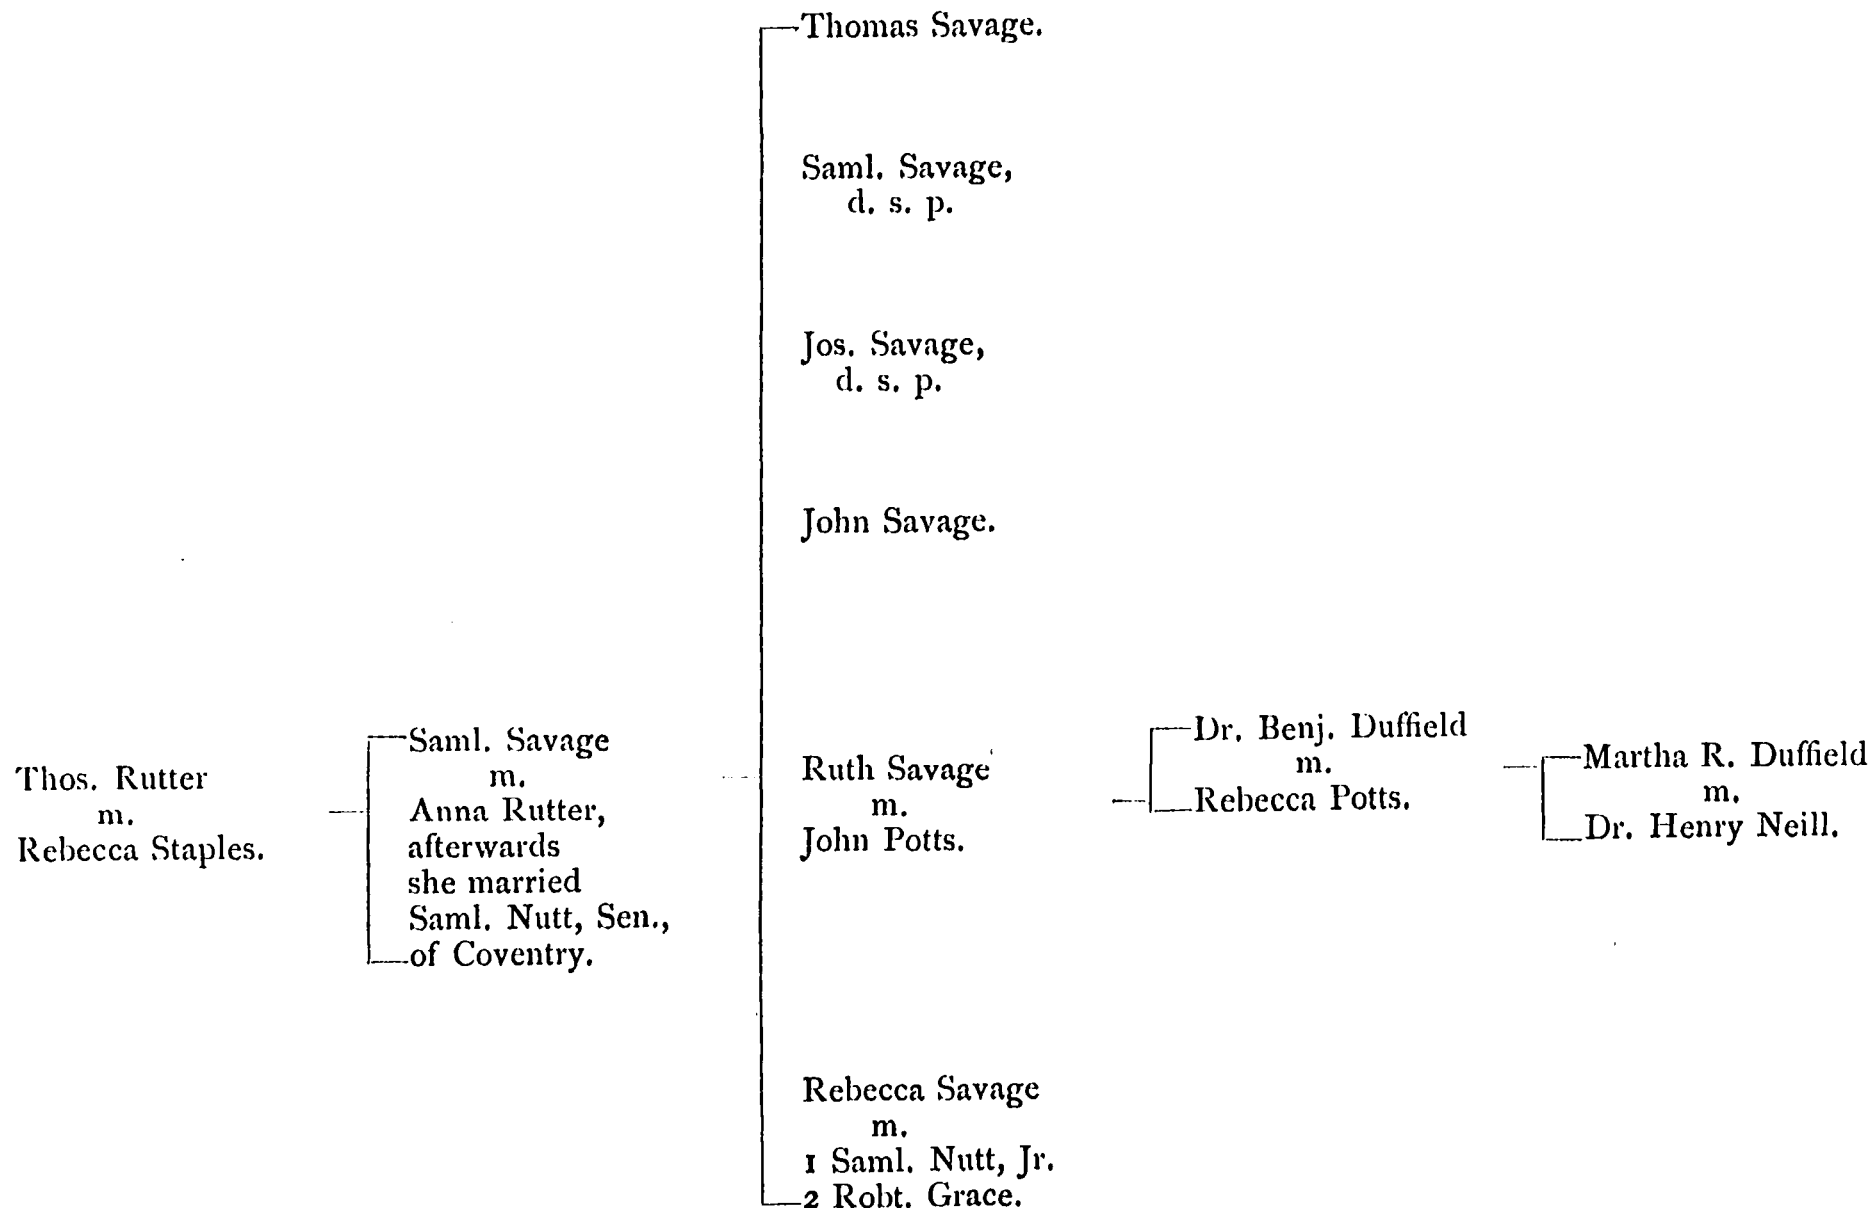 Thomas Savage.
Saml. Savage,
d. s. p.
Jos. Savage,
d. s. p.
John Savage.
Thos. Rutter
m.
Rebecca Staples.
Saml. Savage
m.
Anna Rutter,
afterwards
she married
Saml. Nutt, Sen.,
of Coventry.
Ruth Savage
m.
John Potts.
Dr. Benj. Duffield
m.
Rebecca Potts.
Martha R. Duffield
m.
Dr. Henry Neill.
Rebecca Savage
m.
1 Saml. Nutt, Jr.
2 Robt. Grace.